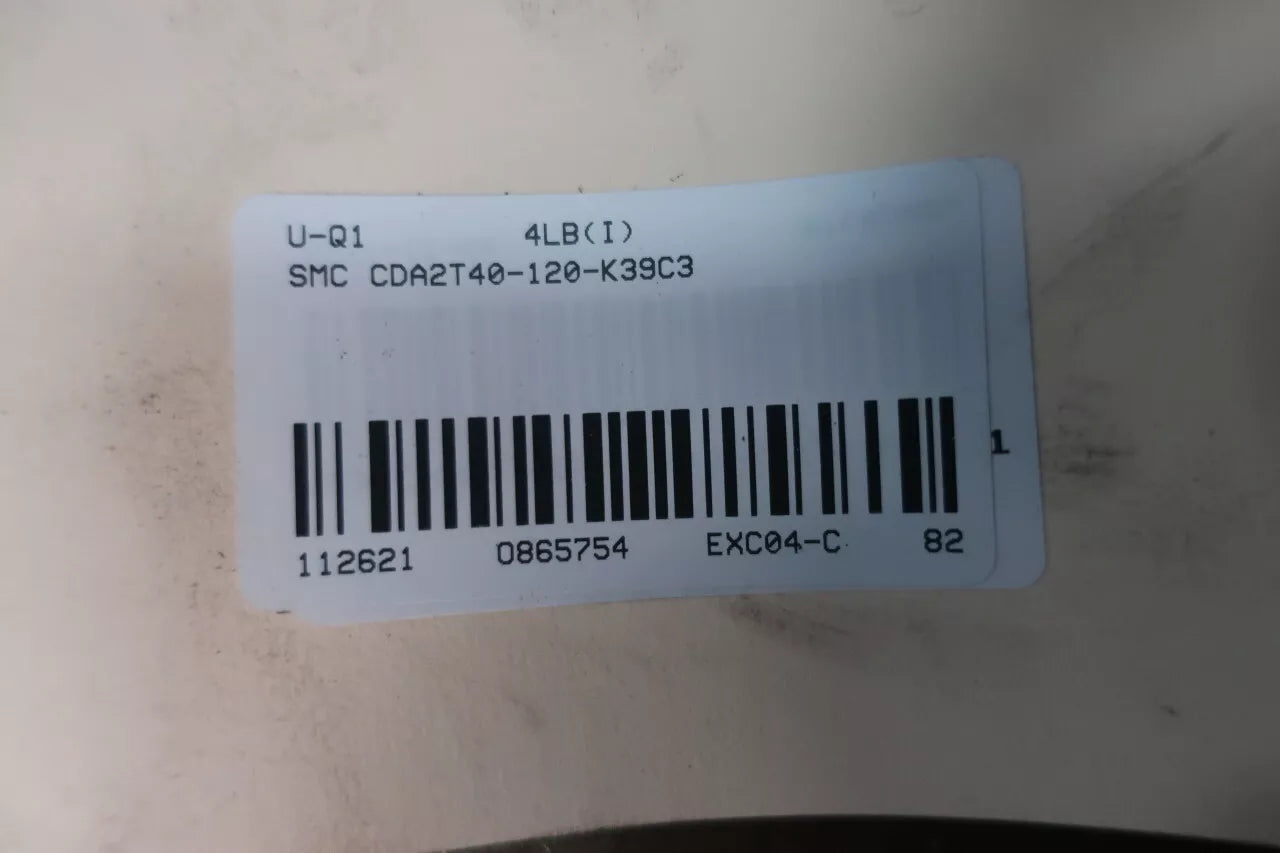 U-Q1 4LB(I)
SMC CDA2T40-120-K39C3
1
112621 0865754 EXC04-C 82